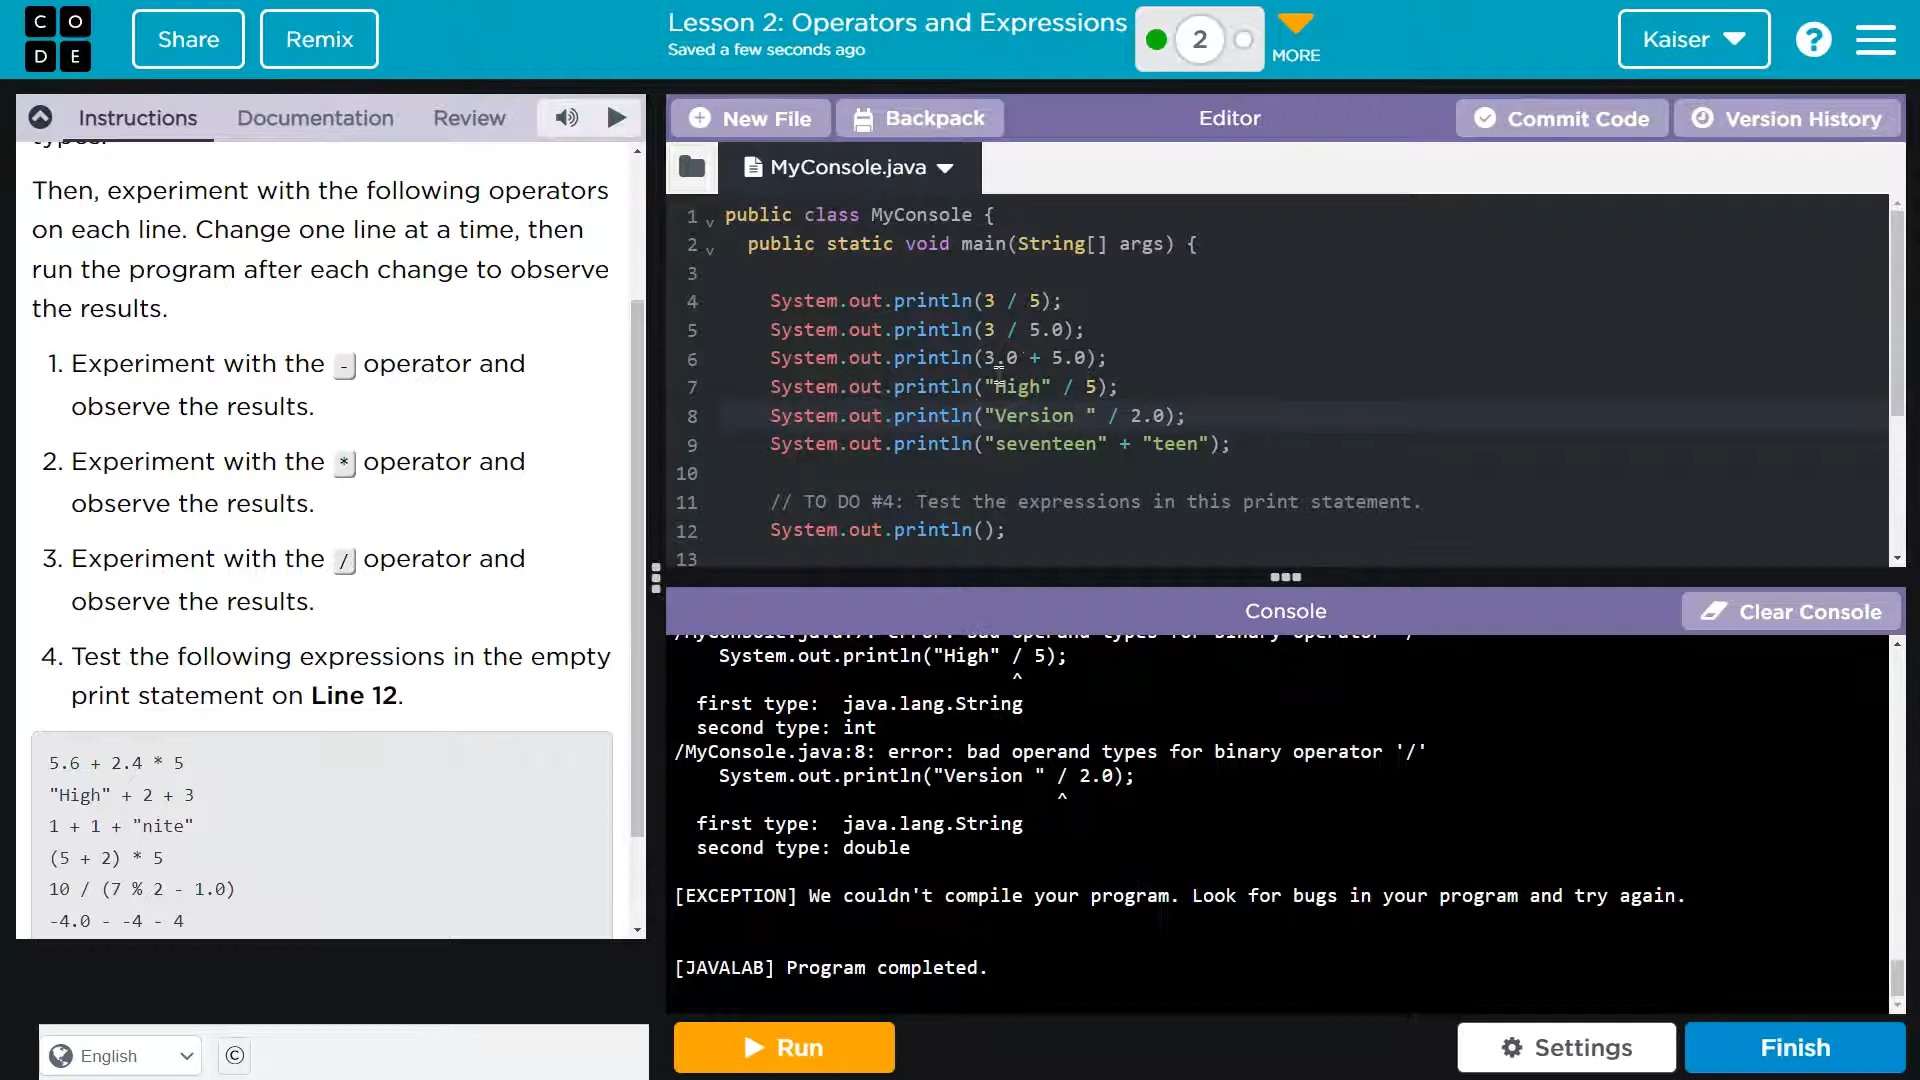 C O D E
Share
Remix
Lesson 2: Operators and Expressions
Saved a few seconds ago
2
MORE
Kaiser
?
Instructions
Documentation
Review
New File
Backpack
Editor
Commit Code
Version History
types.
Then, experiment with the following operators
on each line. Change one line at a time, then
run the program after each change to observe
the results.
1. Experiment with the - operator and
observe the results.
2. Experiment with the * operator and
observe the results.
3. Experiment with the / operator and
observe the results.
4. Test the following expressions in the empty
print statement on Line 12.
5.6 + 2.4 * 5
"High" + 2 + 3
1 + 1 + "nite"
(5 + 2) * 5
10 / (7 % 2 - 1.0)
-4.0 - -4 - 4
English
©
MyConsole.java
1 public class MyConsole {
2 public static void main(String[] args) {
3
4 System.out.println(3 / 5);
5 System.out.println(3 / 5.0);
6 System.out.println(3.0 + 5.0);
7 System.out.println("High" / 5);
8 System.out.println("Version " / 2.0);
9 System.out.println("seventeen" + "teen");
10
11 // TO DO #4: Test the expressions in this print statement.
12 System.out.println();
13
Console
Clear Console
/MyConsole.java:7: error: bad operand types for binary operator '/'
System.out.println("High" / 5);
^
first type: java.lang.String
second type: int
/MyConsole.java:8: error: bad operand types for binary operator '/'
System.out.println("Version " / 2.0);
^
first type: java.lang.String
second type: double
[EXCEPTION] We couldn't compile your program. Look for bugs in your program and try again.
[JAVALAB] Program completed.
Run
Settings
Finish